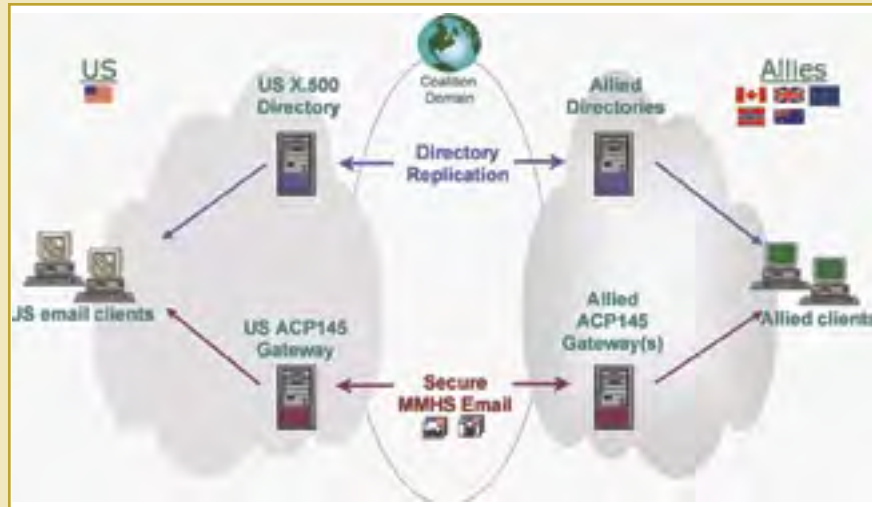 US
Coalition
Domain
US X.500
Directory
Allied
Directories
Allies
Directory
Replication
JS email clients
US ACP145
Gateway
Secure
MMHS Email
Allied
ACP145
Gateway(s)
Allied clients